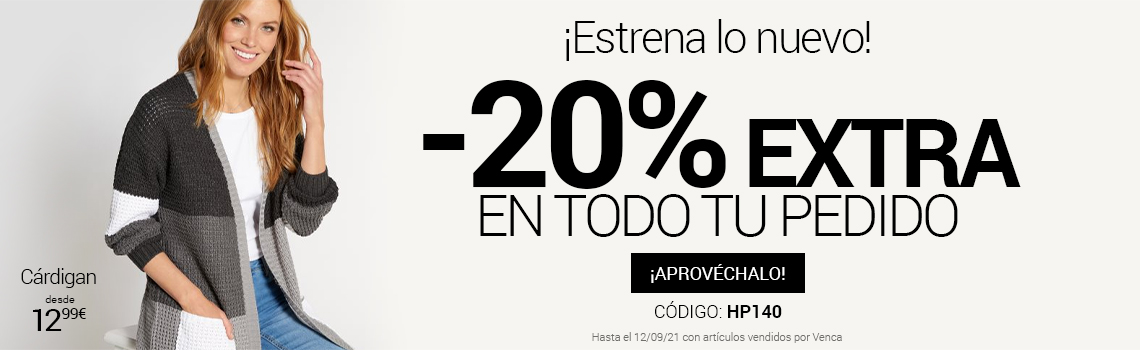 ¡Estrena lo nuevo!
-20% EXTRA
EN TODO TU PEDIDO
¡APROVÉCHALO!
CÓDIGO: HP140
Hasta el 12/09/21 con artículos vendidos por Venca
Cárdigan
desde
12,99€